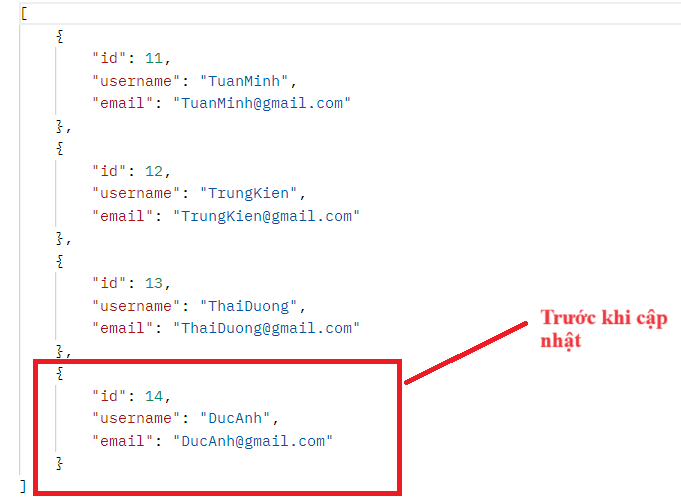 [
{
"id": 11,
"username": "TuanMinh",
"email": "TuanMinh@gmail.com"
},
{
"id": 12,
"username": "TrungKien",
"email": "TrungKien@gmail.com"
},
{
"id": 13,
"username": "ThaiDuong",
"email": "ThaiDuong@gmail.com"
},
{
"id": 14,
"username": "DucAnh",
"email": "DucAnh@gmail.com"
}
]
Trước khi cập
nhật